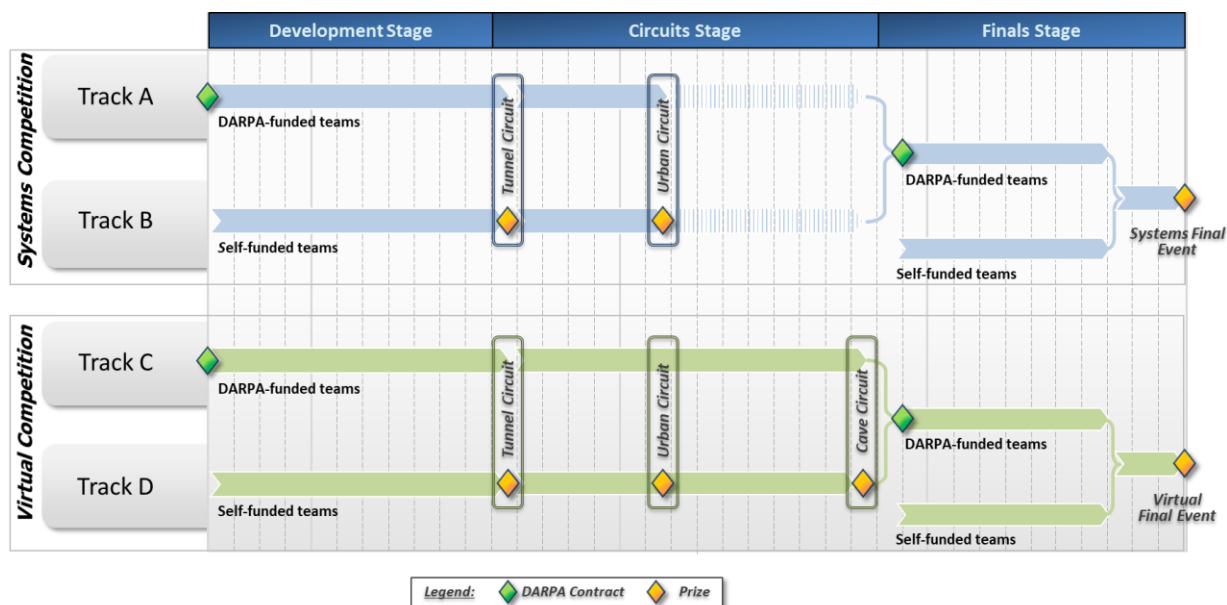 Development Stage
Circuits Stage
Finals Stage
Systems Competition
Track A
DARPA-funded teams
Tunnel Circuit
Urban Circuit
DARPA-funded teams
Track B
Self-funded teams
Systems Final
Event
Self-funded teams
Virtual Competition
Track C
DARPA-funded teams
Tunnel Circuit
Urban Circuit
Cave Circuit
DARPA-funded teams
Track D
Self-funded teams
Virtual
Final Event
Self-funded teams
Legend: DARPA Contract Prize